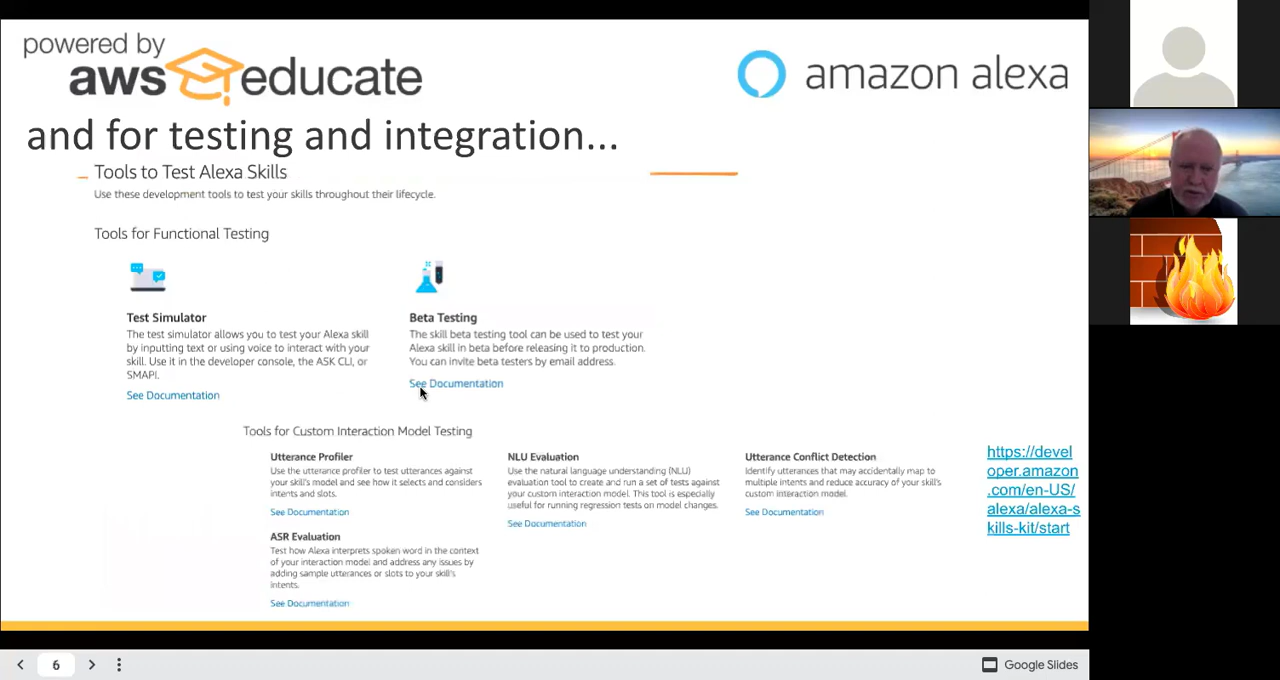 powered by
aws educate
amazon alexa
and for testing and integration...
Tools to Test Alexa Skills
Use these development tools to test your skills throughout their lifecycle.
Tools for Functional Testing
Test Simulator
The test simulator allows you to test your Alexa skill
by inputting text or using voice to interact with your
skill. Use it in the developer console, the ASK CLI, or
SMAPI.
See Documentation
Beta Testing
The skill beta testing tool can be used to test your
Alexa skill in beta before releasing it to production.
You can invite beta testers by email address.
See Documentation
Tools for Custom Interaction Model Testing
Utterance Profiler
Use the utterance profiler to test utterances against
your skill's model and see how it selects and considers
intents and slots.
See Documentation
NLU Evaluation
Use the natural language understanding (NLU)
evaluation tool to create and run a set of tests against
your custom interaction model. This tool is especially
useful for running regression tests on model changes.
See Documentation
Utterance Conflict Detection
Identify utterances that may accidentally map to
multiple intents and reduce accuracy of your skill's
custom interaction model.
See Documentation
ASR Evaluation
Test how Alexa interprets spoken word in the context
of your interaction model and address any issues by
adding sample utterances or slots to your skill's
intents.
See Documentation
https://devel
oper.amazon
.com/en-US/
alexa/alexa-s
kills-kit/start
6
Google Slides